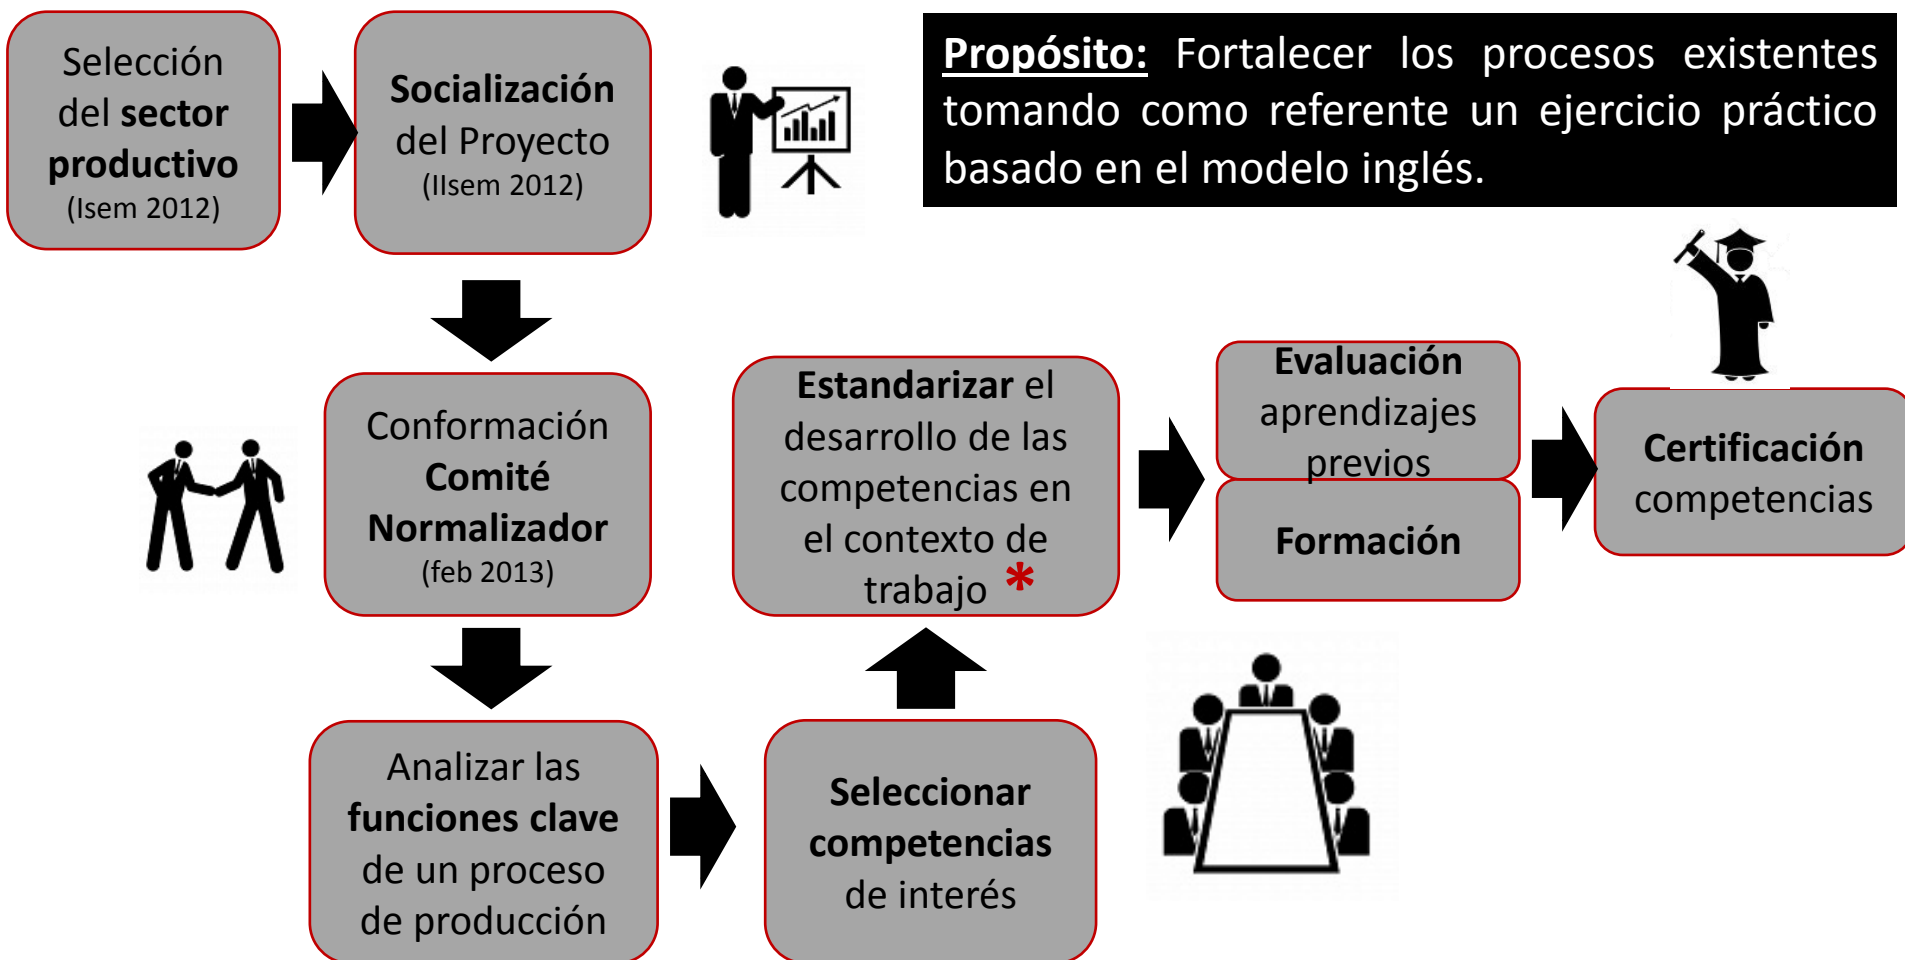 Selección
del sector
productivo
(Isem 2012)
Socialización
del Proyecto
(IIsem 2012)
Propósito: Fortalecer los procesos existentes
tomando como referente un ejercicio práctico
basado en el modelo inglés.
Conformación
Comité
Normalizador
(feb 2013)
Analizar las
funciones clave
de un proceso
de producción
Seleccionar
competencias
de interés
Estandarizar el
desarrollo de las
competencias en
el contexto de
trabajo *
Evaluación
aprendizajes
previos
Formación
Certificación
competencias